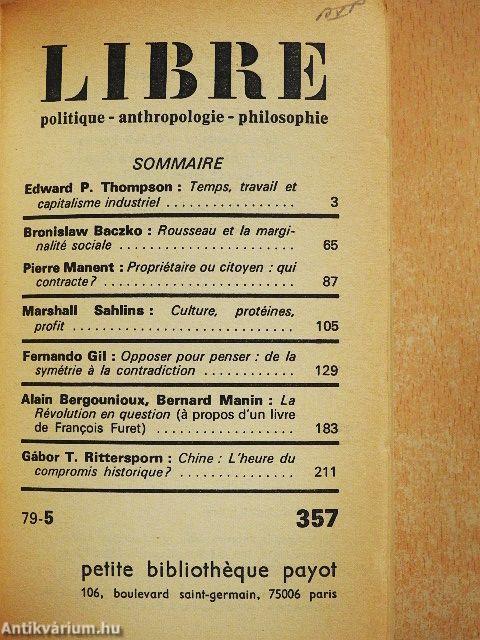 LIBRE
politique - anthropologie - philosophie
SOMMAIRE
Edward P. Thompson : Temps, travail et
capitalisme industriel ................. 3
Bronislaw Baczko : Rousseau et la margi-
nalité sociale ...................... 65
Pierre Manent : Propriétaire ou citoyen : qui
contracte? ........................ 87
Marshall Sahlins : Culture, protéines,
profit ............................ 105
Fernando Gil : Opposer pour penser : de la
symétrie à la contradiction ............ 129
Alain Bergounioux, Bernard Manin : La
Révolution en question (à propos d'un livre
de François Furet) .................. 183
Gábor T. Rittersporn : Chine : L'heure du
compromis historique? ............... 211
79-5 357
petite bibliothèque payot
106, boulevard saint-germain, 75006 paris
Antikvárium.hu